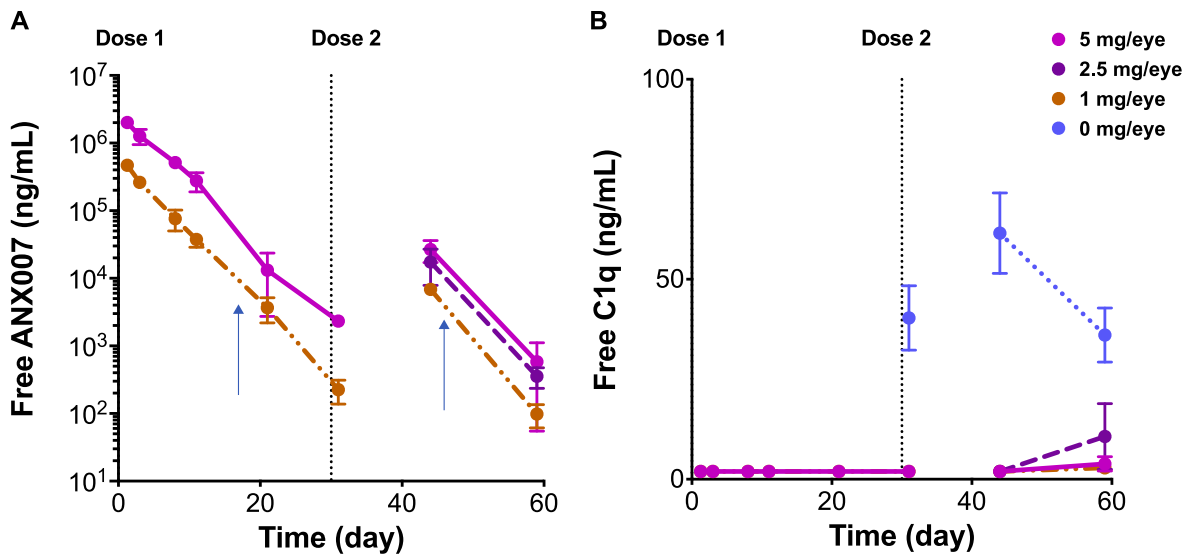 A
Dose 1
Dose 2
Free ANX007 (ng/mL)
10^7
10^6
10^5
10^4
10^3
10^2
10^1
0
20
40
60
Time (day)
B
Dose 1
Dose 2
5 mg/eye
2.5 mg/eye
1 mg/eye
0 mg/eye
Free C1q (ng/mL)
100
50
0
0
20
40
60
Time (day)